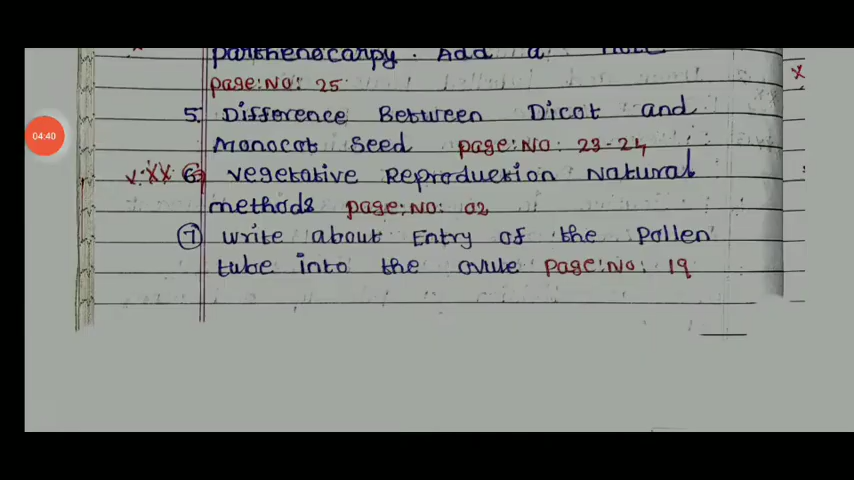 parthenocarpy. Add a
page:No: 25
04:40
5. Difference Between Dicot and
Monocot Seed page:No: 23-24
v.XX 6 Vegetative Reproduction Natural
methods page:No: 02
7 Write about Entry of the Pollen
tube into the ovule page:No: 19